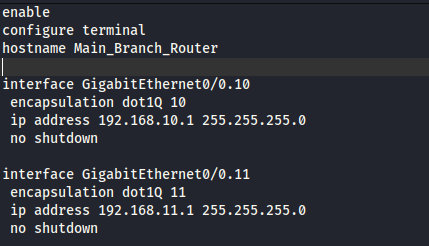 enable
configure terminal
hostname Main_Branch_Router
interface GigabitEthernet0/0.10
encapsulation dot1Q 10
ip address 192.168.10.1 255.255.255.0
no shutdown
interface GigabitEthernet0/0.11
encapsulation dot1Q 11
ip address 192.168.11.1 255.255.255.0
no shutdown